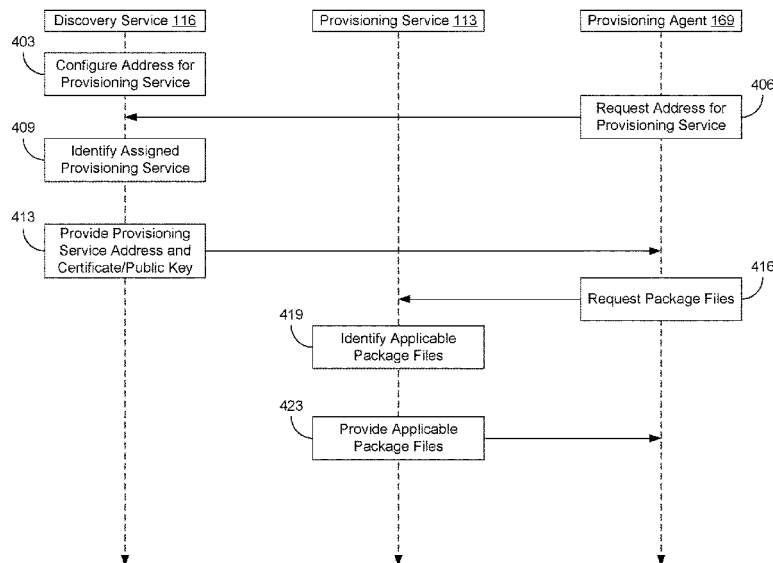 Discovery Service 116
Provisioning Service 113
Provisioning Agent 169
403
Configure Address for
Provisioning Service
406
Request Address for
Provisioning Service
409
Identify Assigned
Provisioning Service
413
Provide Provisioning
Service Address and
Certificate/Public Key
416
Request Package Files
419
Identify Applicable
Package Files
423
Provide Applicable
Package Files